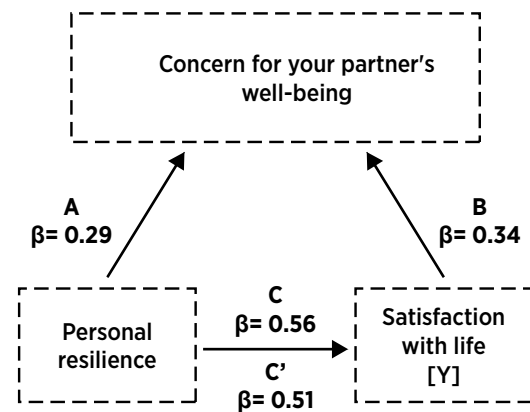 Concern for your partner's
well-being
A
β= 0.29
B
β= 0.34
Personal
resilience
C
β= 0.56
C’
β= 0.51
Satisfaction
with life
[Y]